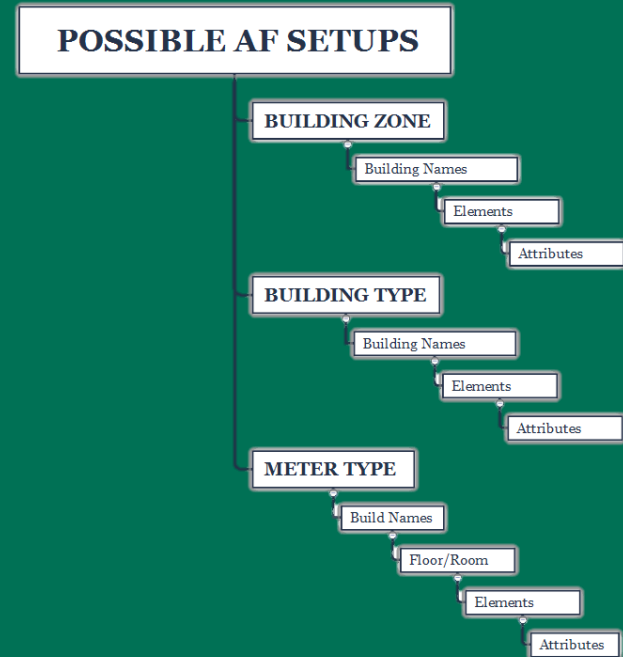 POSSIBLE AF SETUPS
BUILDING ZONE
Building Names
Elements
Attributes
BUILDING TYPE
Building Names
Elements
Attributes
METER TYPE
Build Names
Floor/Room
Elements
Attributes